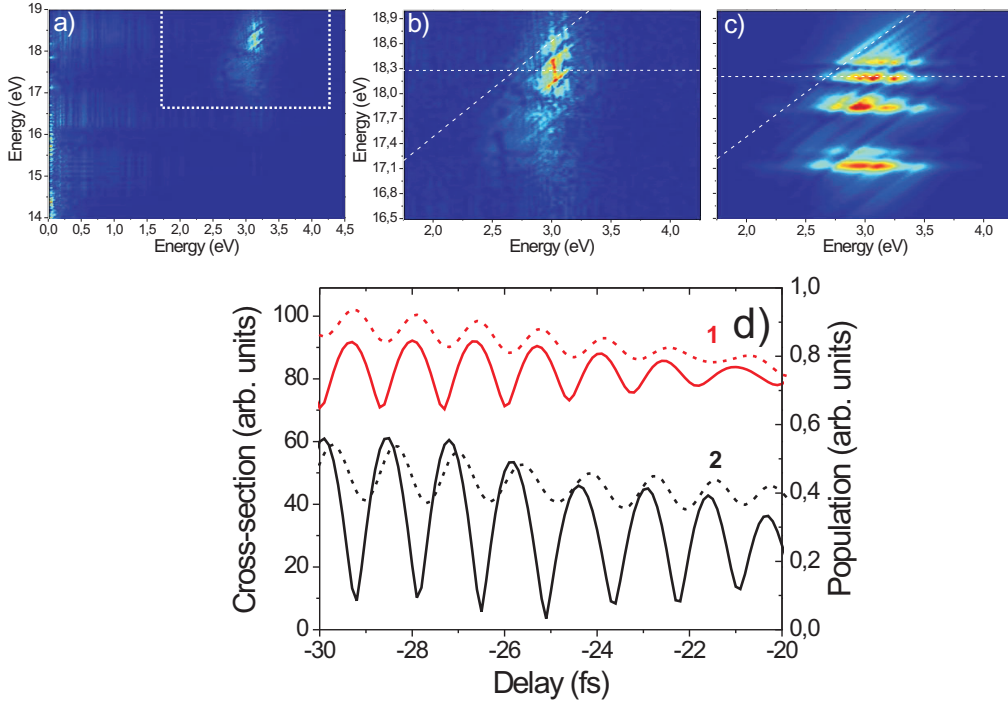 a)
19
18
17
16
15
14
Energy (eV)
0,0 0,5 1,0 1,5 2,0 2,5 3,0 3,5 4,0 4,5
Energy (eV)
b)
18,9
18,6
18,3
18,0
17,7
17,4
17,1
16,8
16,5
Energy (eV)
2,0 2,5 3,0 3,5 4,0
Energy (eV)
c)
2,0 2,5 3,0 3,5 4,0
Energy (eV)
d)
100
80
60
40
20
0
Cross-section (arb. units)
1
2
1,0
0,8
0,6
0,4
0,2
0,0
Population (arb. units)
-30 -28 -26 -24 -22 -20
Delay (fs)